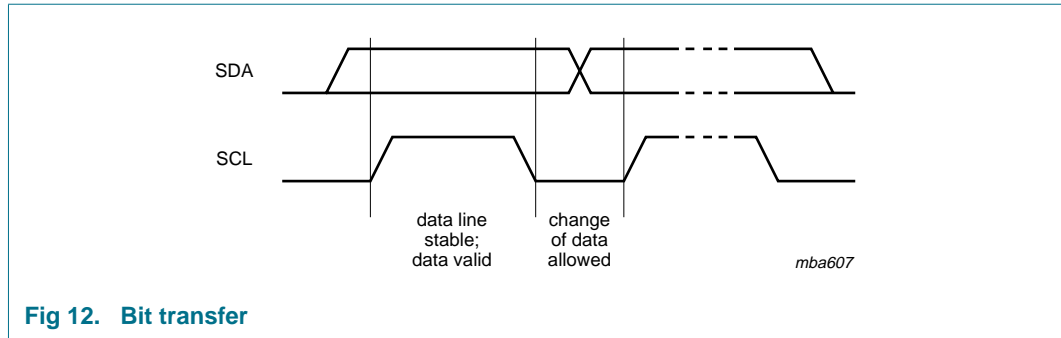 SDA
SCL
data line
stable;
data valid
change
of data
allowed
mba607
Fig 12. Bit transfer